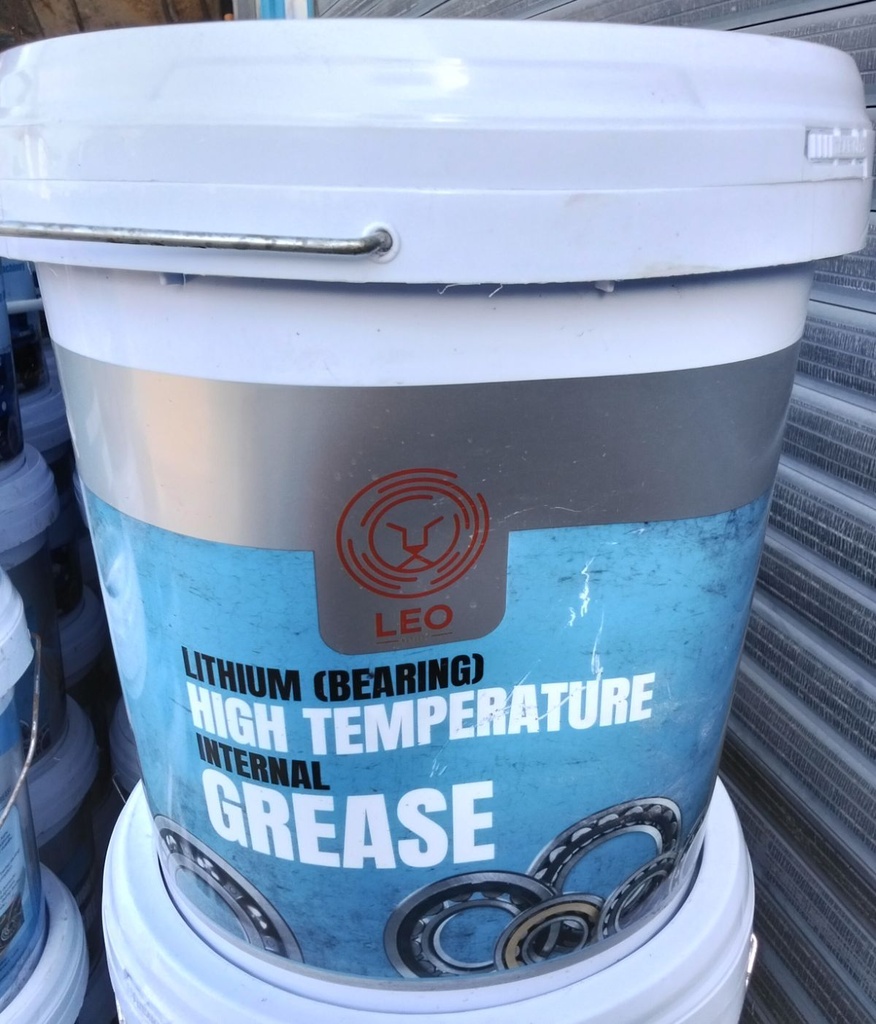 LEO
LITHIUM (BEARING)
HIGH TEMPERATURE
INTERNAL
GREASE